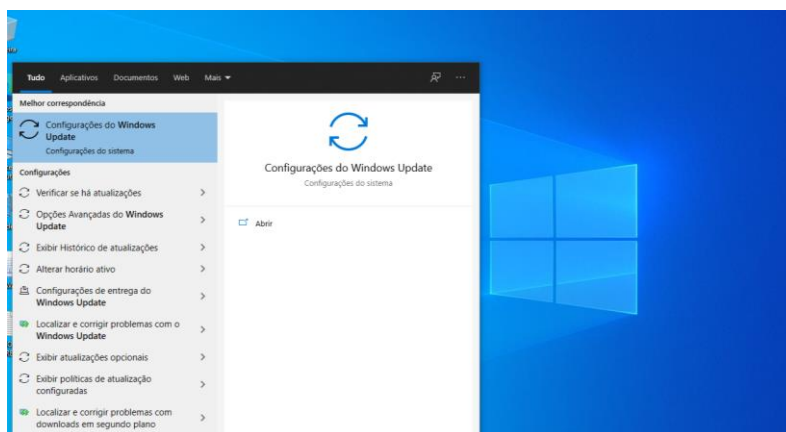 Tudo Aplicativos Documentos Web Mais
Melhor correspondência
Configurações do Windows
Update
Configurações do sistema
Configurações
Verificar se há atualizações
Opções Avançadas do Windows
Update
Exibir Histórico de atualizações
Alterar horário ativo
Configurações de entrega do
Windows Update
Localizar e corrigir problemas com o
Windows Update
Exibir atualizações opcionais
Exibir políticas de atualização
configuradas
Localizar e corrigir problemas com
downloads em segundo plano
Configurações do Windows Update
Configurações do sistema
Abrir